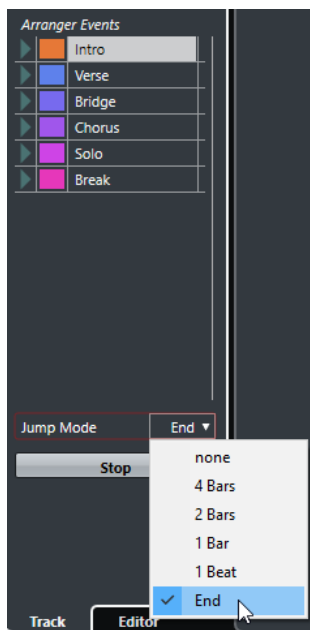 Arranger Events
Intro
Verse
Bridge
Chorus
Solo
Break
Jump Mode End
Stop
none
4 Bars
2 Bars
1 Bar
1 Beat
End
Track Editor